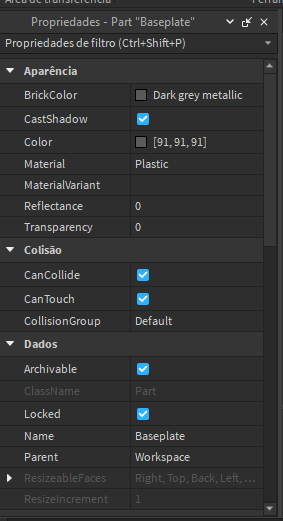 Área de transferência
Propriedades - Part "Baseplate"
Propriedades de filtro (Ctrl+Shift+P)
Aparência
BrickColor Dark grey metallic
CastShadow
Color [91, 91, 91]
Material Plastic
MaterialVariant
Reflectance 0
Transparency 0
Colisão
CanCollide
CanTouch
CollisionGroup Default
Dados
Archivable
ClassName Part
Locked
Name Baseplate
Parent Workspace
ResizeableFaces Right, Top, Back, Left, ...
ResizeIncrement 1